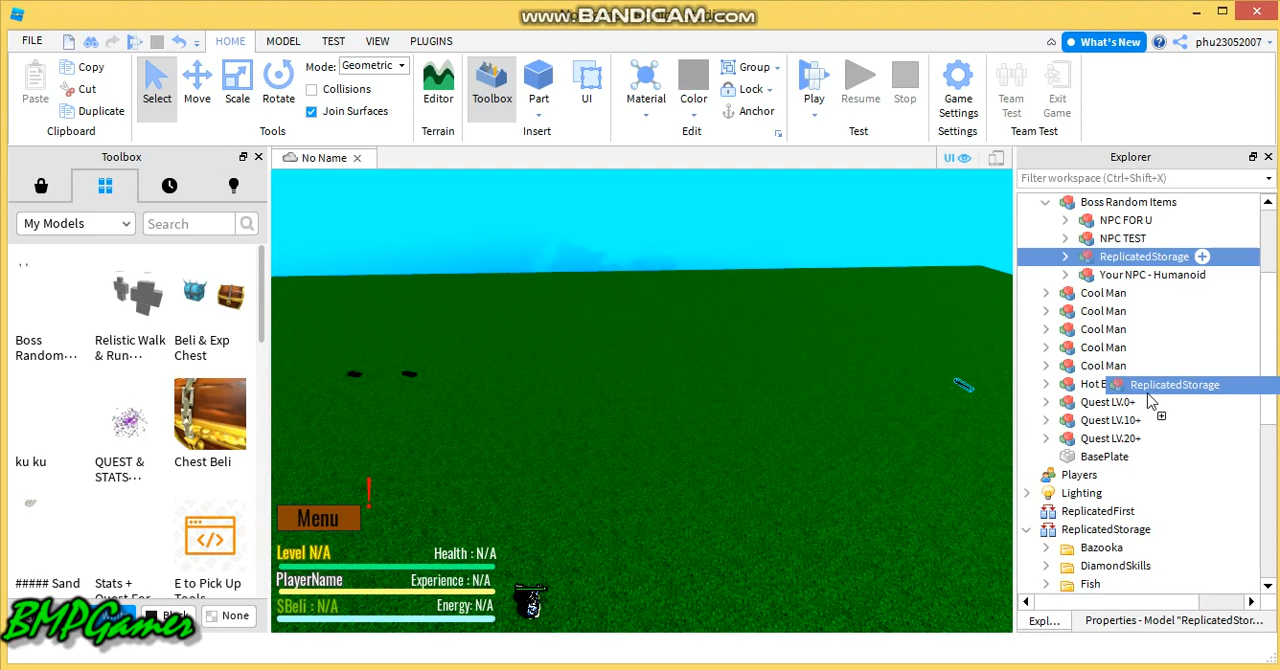 www.BANDICAM.com
FILE
HOME
MODEL
TEST
VIEW
PLUGINS
What's New
phu23052007
Paste
Copy
Cut
Duplicate
Clipboard
Select
Move
Scale
Rotate
Mode: Geometric
Collisions
Join Surfaces
Tools
Editor
Terrain
Toolbox
Part
UI
Insert
Material
Color
Group
Lock
Anchor
Edit
Play
Resume
Stop
Test
Game
Settings
Settings
Team
Test
Exit
Game
Team Test
Toolbox
My Models
Search
Boss
Random...
Relistic Walk
& Run...
Beli & Exp
Chest
ku ku
QUEST &
STATS...
Chest Beli
##### Sand
Stats +
E to Pick Up
None
BMPGamer
No Name
UI
Menu
!
Level N/A
Health : N/A
PlayerName
Experience : N/A
SBeli : N/A
Energy: N/A
Explorer
Filter workspace (Ctrl+Shift+X)
Boss Random Items
NPC FOR U
NPC TEST
ReplicatedStorage
Your NPC - Humanoid
Cool Man
Cool Man
Cool Man
Cool Man
Cool Man
Hot
ReplicatedStorage
Quest LV.0+
Quest LV.10+
Quest LV.20+
BasePlate
Players
Lighting
ReplicatedFirst
ReplicatedStorage
Bazooka
DiamondSkills
Fish
Expl...
Properties - Model "ReplicatedStor...